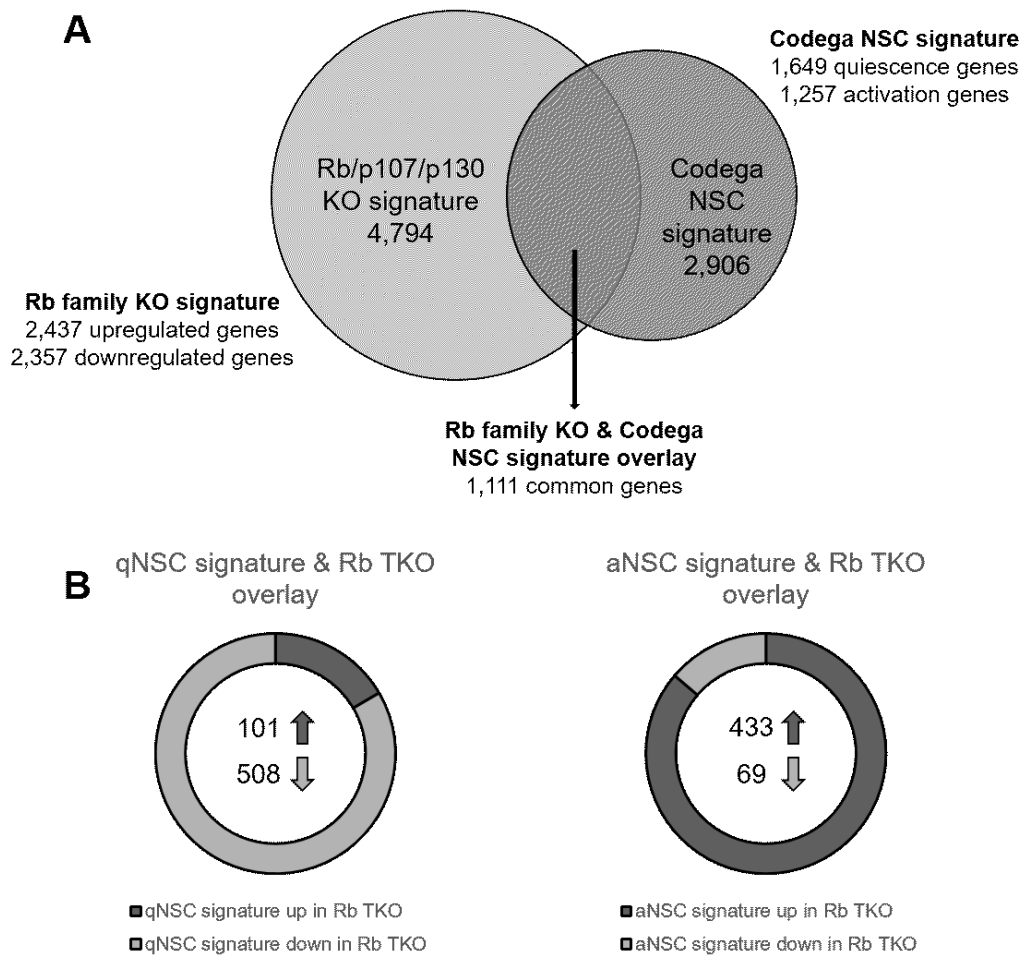 A
Codega NSC signature
1,649 quiescence genes
1,257 activation genes
Rb/p107/p130
KO signature
4,794
Codega
NSC
signature
2,906
Rb family KO signature
2,437 upregulated genes
2,357 downregulated genes
Rb family KO & Codega
NSC signature overlay
1,111 common genes
B
qNSC signature & Rb TKO
overlay
101
508
qNSC signature up in Rb TKO
qNSC signature down in Rb TKO
aNSC signature & Rb TKO
overlay
433
69
aNSC signature up in Rb TKO
aNSC signature down in Rb TKO